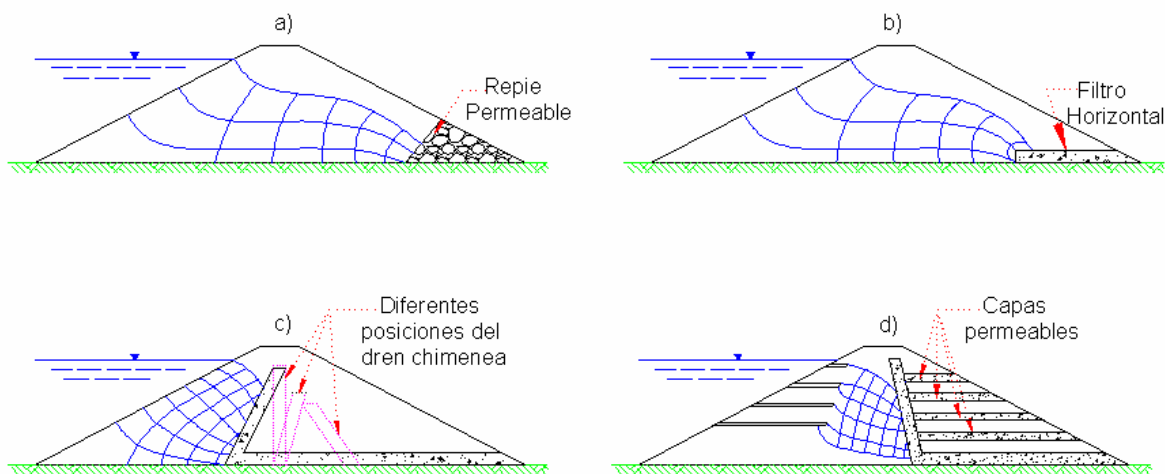 a)
Repie
Permeable
b)
Filtro
Horizontal
c)
Diferentes
posiciones del
dren chimenea
d)
Capas
permeables